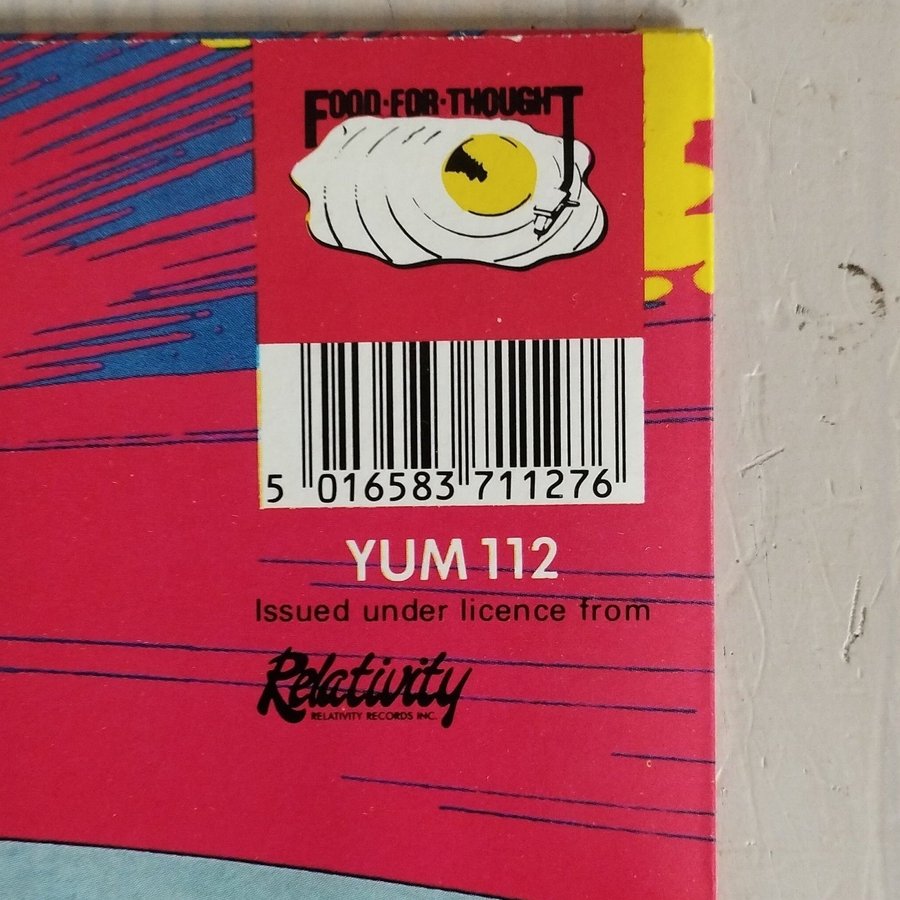 FOOD·FOR·THOUGHT
5 016583 711276
YUM 112
Issued under licence from
Relativity
RELATIVITY RECORDS INC.